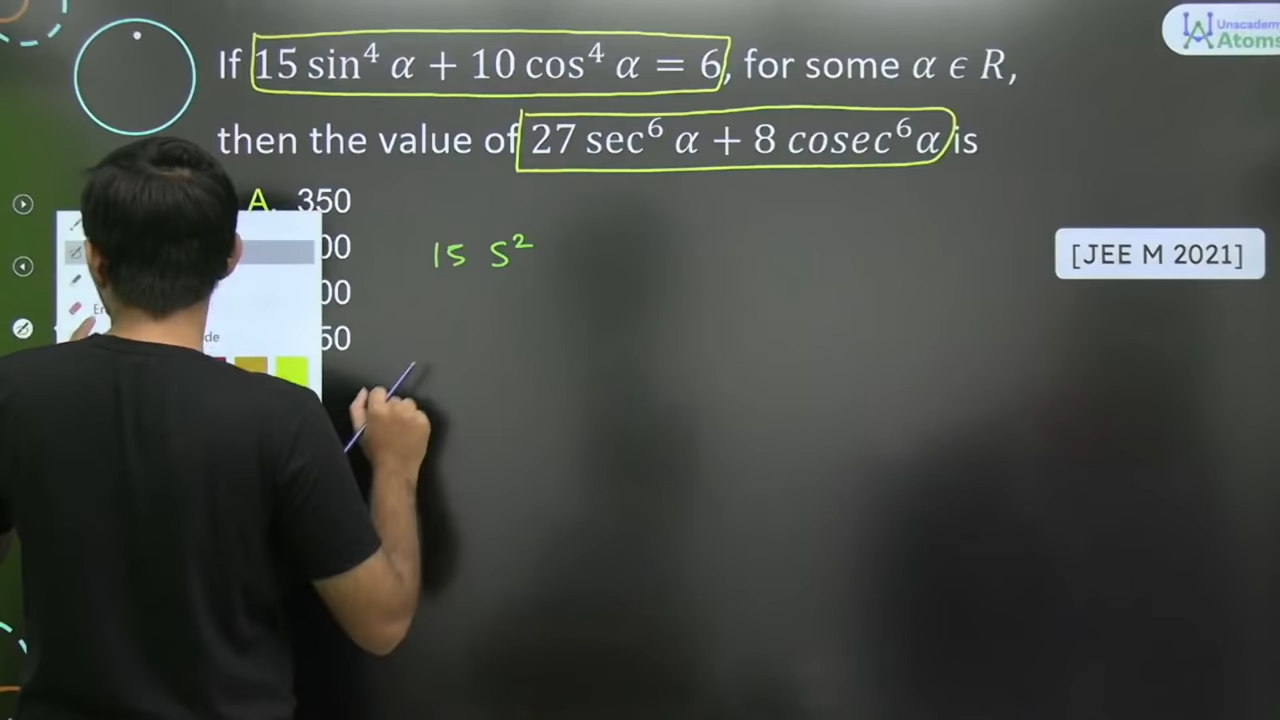 Unacademy
Atoms
If 15 sin⁴ α + 10 cos⁴ α = 6, for some α ϵ R,
then the value of 27 sec⁶ α + 8 cosec⁶ α is
A. 350
00
00
50
15 S²
[JEE M 2021]
de